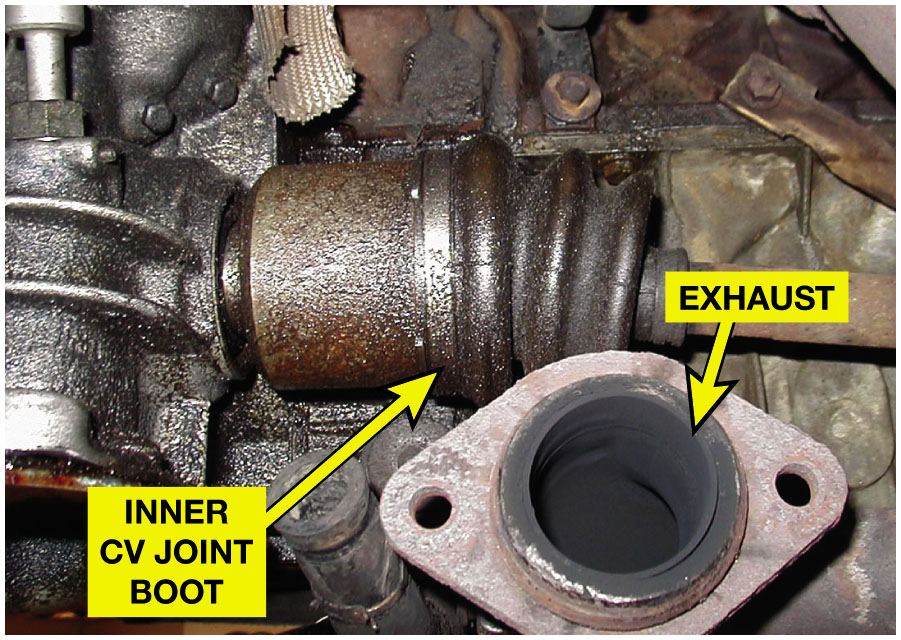 EXHAUST
INNER
CV JOINT
BOOT